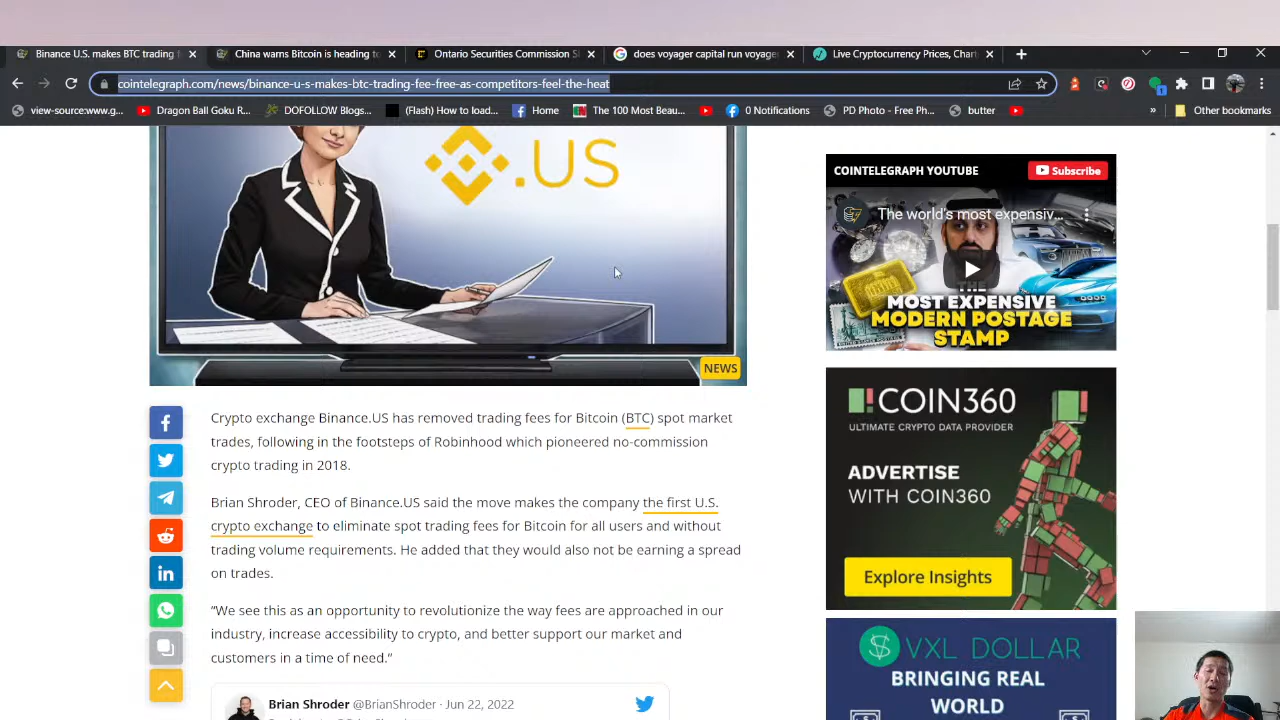 Binance U.S. makes BTC trading f
China warns Bitcoin is heading to
Ontario Securities Commission S
does voyager capital run voyager
Live Cryptocurrency Prices, Chart
cointelegraph.com/news/binance-u-s-makes-btc-trading-fee-free-as-competitors-feel-the-heat
view-source:www.g...
Dragon Ball Goku R...
DOFOLLOW Blogs...
(Flash) How to load...
Home
The 100 Most Beau...
0 Notifications
PD Photo - Free Ph...
butter
»
Other bookmarks
.US
NEWS
Crypto exchange Binance.US has removed trading fees for Bitcoin (BTC) spot market
trades, following in the footsteps of Robinhood which pioneered no-commission
crypto trading in 2018.
Brian Shroder, CEO of Binance.US said the move makes the company the first U.S.
crypto exchange to eliminate spot trading fees for Bitcoin for all users and without
trading volume requirements. He added that they would also not be earning a spread
on trades.
“We see this as an opportunity to revolutionize the way fees are approached in our
industry, increase accessibility to crypto, and better support our market and
customers in a time of need.”
Brian Shroder @BrianShroder · Jun 22, 2022
COINTELEGRAPH YOUTUBE
Subscribe
The world's most expensiv...
THE
MOST EXPENSIVE
MODERN POSTAGE
STAMP
COIN360
ULTIMATE CRYPTO DATA PROVIDER
ADVERTISE
WITH COIN360
Explore Insights
VXL DOLLAR
BRINGING REAL
WORLD